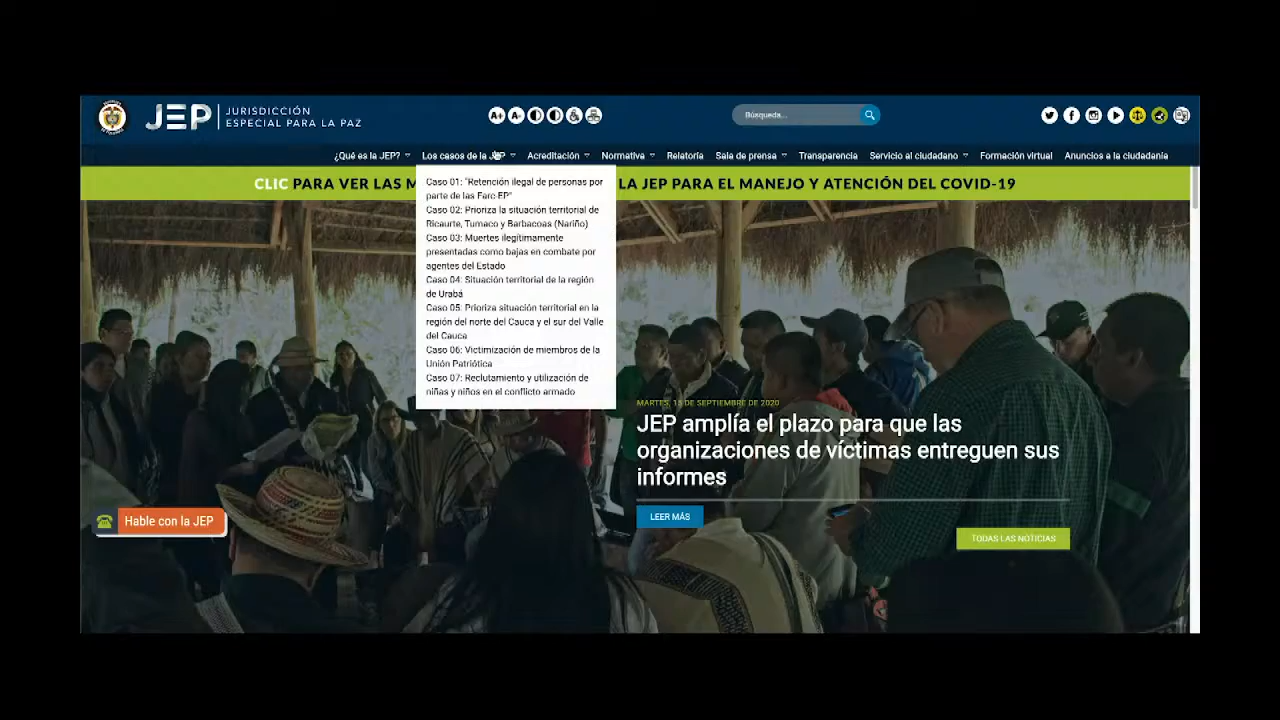 JEP JURISDICCIÓN
ESPECIAL PARA LA PAZ
A+ A-
Búsqueda...
¿Qué es la JEP? Los casos de la JEP Acreditación Normativa Relatoría Sala de prensa Transparencia Servicio al ciudadano Formación virtual Anuncios a la ciudadanía
CLIC PARA VER LAS M LA JEP PARA EL MANEJO Y ATENCIÓN DEL COVID-19
Caso 01: "Retención ilegal de personas por
parte de las Farc-EP"
Caso 02: Prioriza la situación territorial de
Ricaurte, Tumaco y Barbacoas (Nariño)
Caso 03: Muertes ilegítimamente
presentadas como bajas en combate por
agentes del Estado
Caso 04: Situación territorial de la región
de Urabá
Caso 05: Prioriza situación territorial en la
región del norte del Cauca y el sur del Valle
del Cauca
Caso 06: Victimización de miembros de la
Unión Patriótica
Caso 07: Reclutamiento y utilización de
niñas y niños en el conflicto armado
MARTES, 15 DE SEPTIEMBRE DE 2020
JEP amplía el plazo para que las
organizaciones de víctimas entreguen sus
informes
LEER MÁS
Hable con la JEP
TODAS LAS NOTICIAS